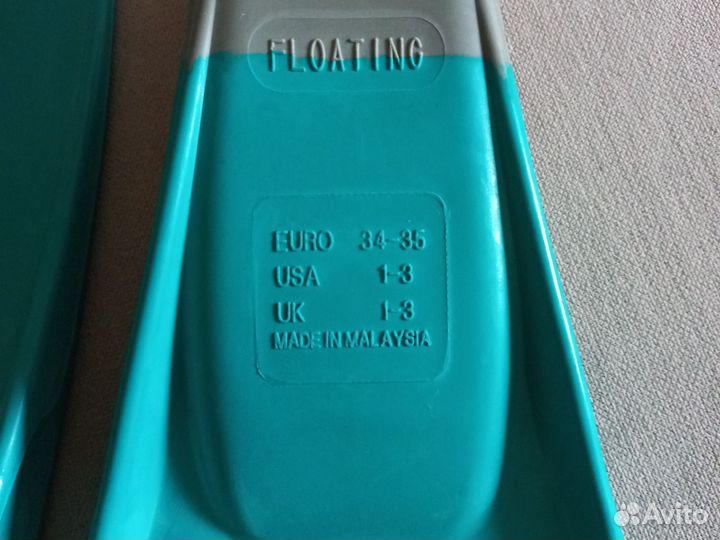 FLOATING
EURO 34-35
USA 1-3
UK 1-3
MADE IN MALAYSIA
Avito